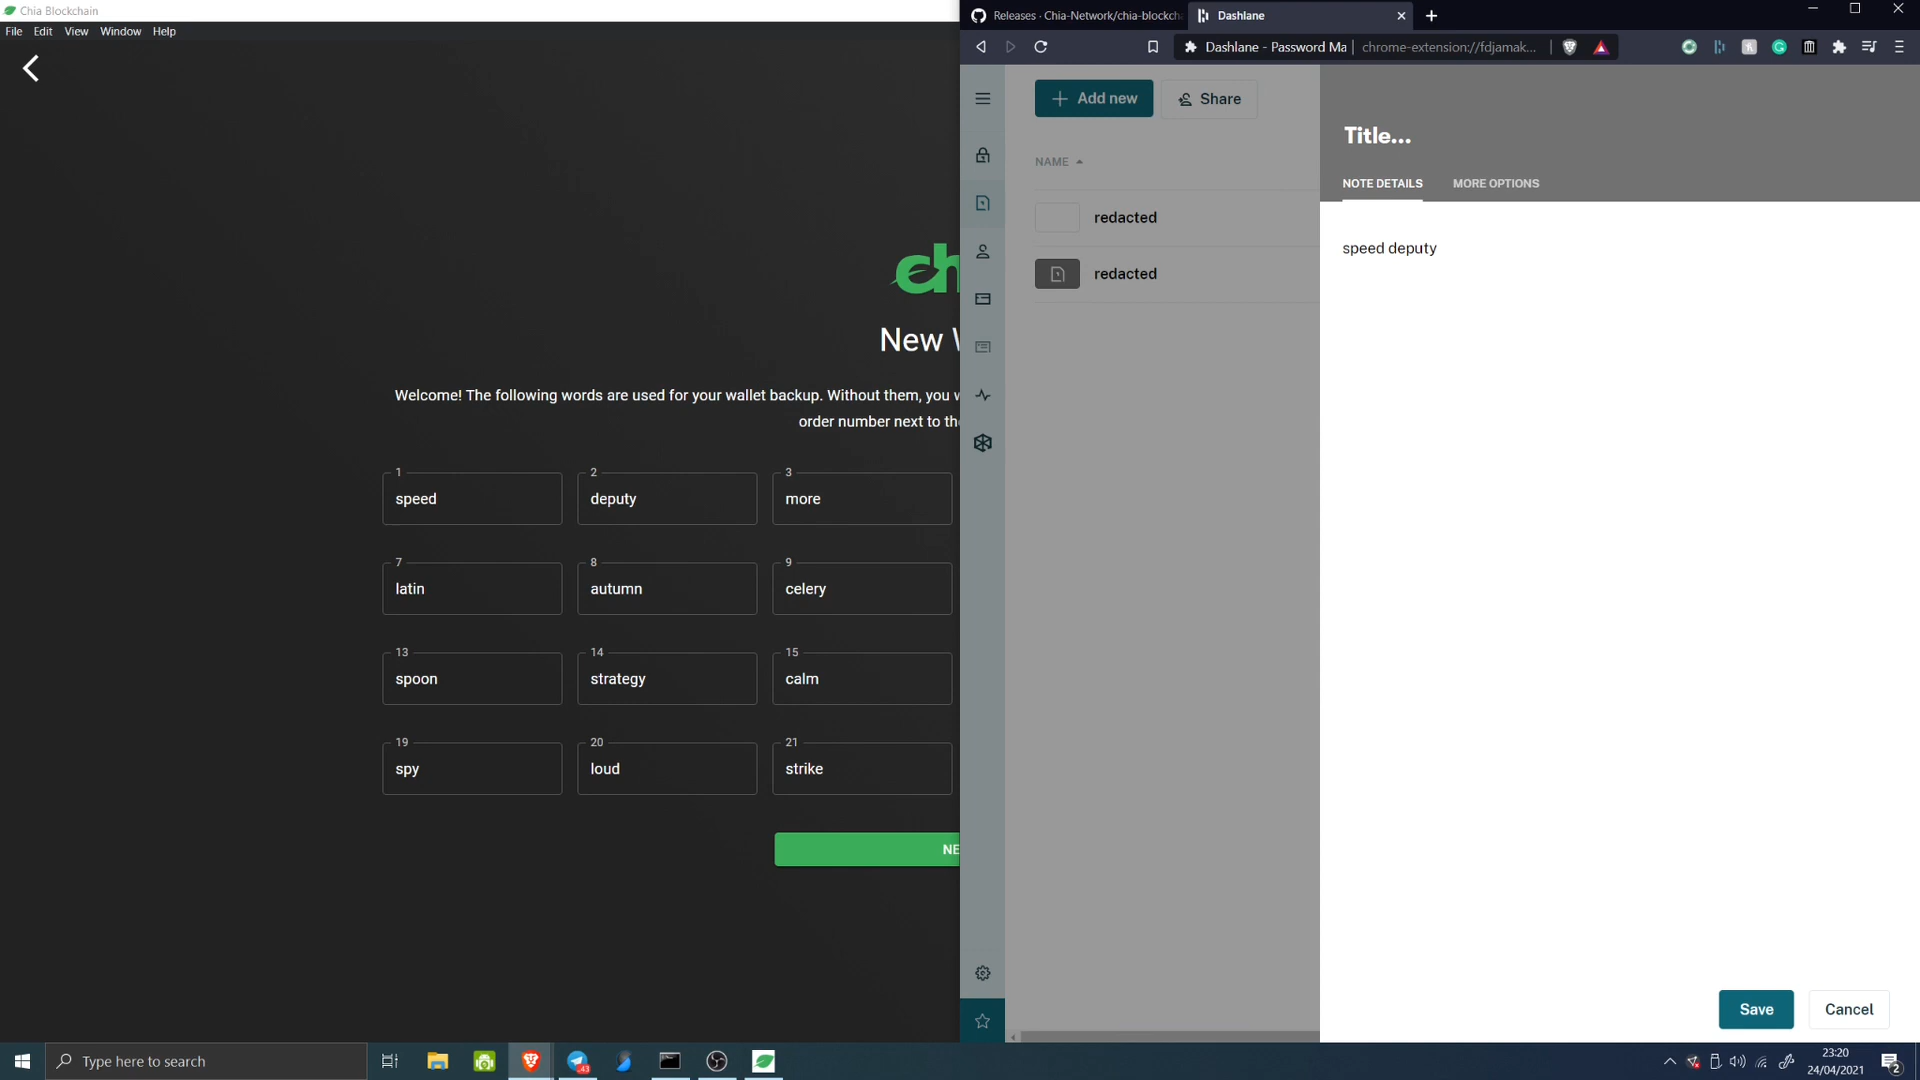 Chia Blockchain
File Edit View Window Help
New
Welcome! The following words are used for your wallet backup. Without them, you
order number next to
1
speed
2
deputy
3
more
7
latin
8
autumn
9
celery
13
spoon
14
strategy
15
calm
19
spy
20
loud
21
strike
NE
Releases · Chia-Network/chia-blockch
Dashlane
Dashlane - Password Ma
chrome-extension://fdjamak...
Add new
Share
NAME
redacted
redacted
Title...
NOTE DETAILS
MORE OPTIONS
speed deputy
Save
Cancel
Type here to search
43
23:20
24/04/2021
2